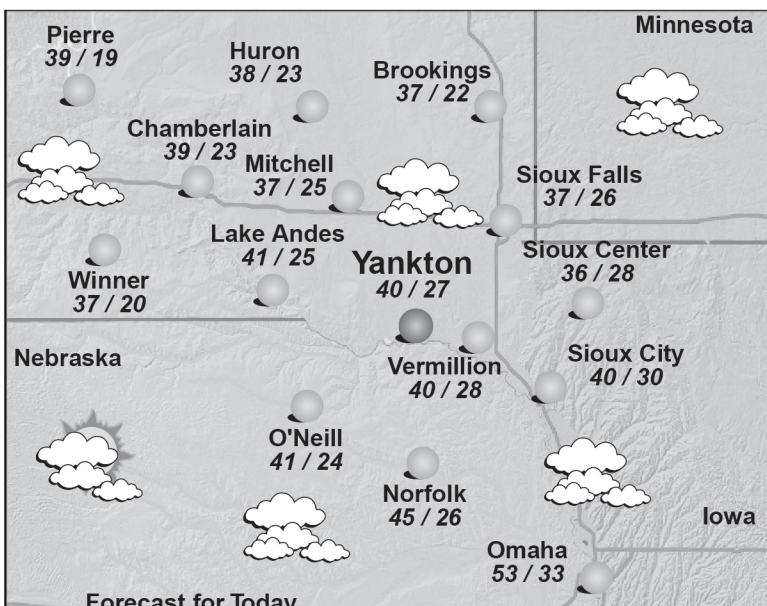 Minnesota
Pierre
39 / 19
Huron
38 / 23
Brookings
37 / 22
Chamberlain
39 / 23
Mitchell
37 / 25
Sioux Falls
37 / 26
Lake Andes
41 / 25
Yankton
40 / 27
Sioux Center
36 / 28
Winner
37 / 20
Nebraska
Vermillion
40 / 28
Sioux City
40 / 30
O'Neill
41 / 24
Norfolk
45 / 26
Iowa
Omaha
53 / 33
Forecast for Today